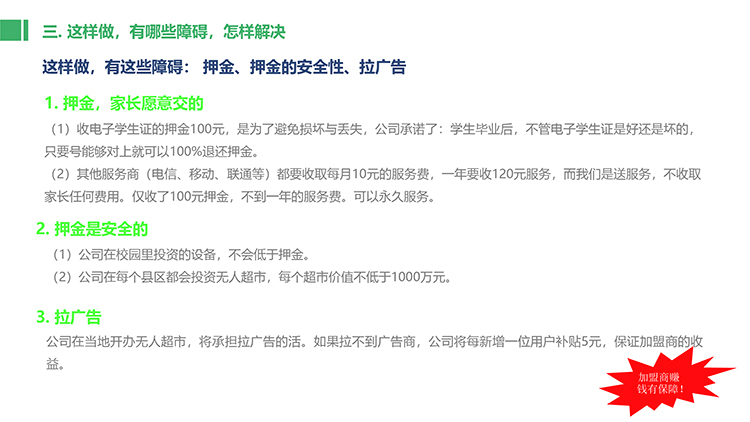 三. 这样做，有哪些障碍，怎样解决
这样做，有这些障碍： 押金、押金的安全性、拉广告
1. 押金，家长愿意交的
（1）收电子学生证的押金100元，是为了避免损坏与丢失，公司承诺了：学生毕业后，不管电子学生证是好还是坏的，
只要号能够对上就可以100%退还押金。
（2）其他服务商（电信、移动、联通等）都要收取每月10元的服务费，一年要收120元服务，而我们是送服务，不收取
家长任何费用。仅收了100元押金，不到一年的服务费。可以永久服务。
2. 押金是安全的
（1）公司在校园里投资的设备，不会低于押金。
（2）公司在每个县区都会投资无人超市，每个超市价值不低于1000万元。
3. 拉广告
公司在当地开办无人超市，将承担拉广告的活。如果拉不到广告商，公司将每新增一位用户补贴5元，保证加盟商的收
益。
加盟商赚
钱有保障！